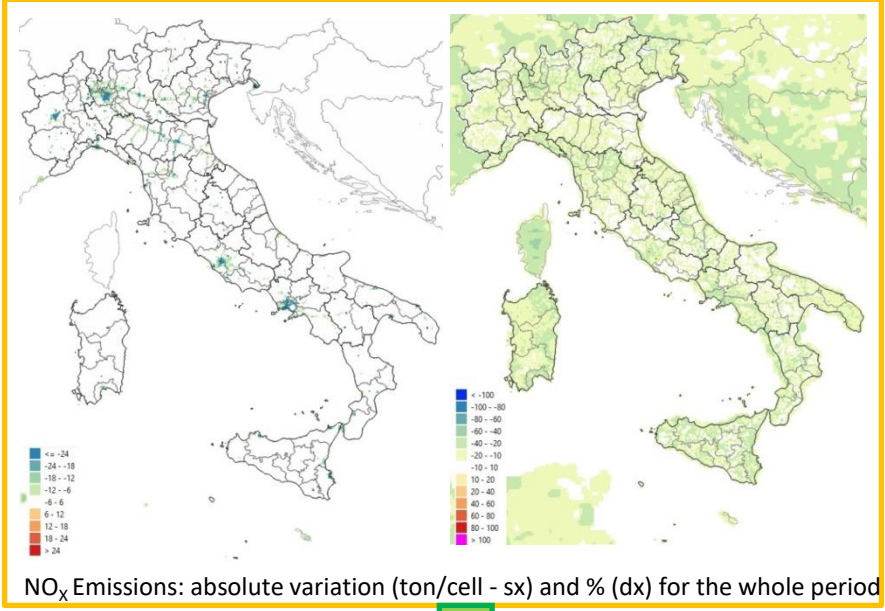 <= -24
-24 - -18
-18 - -12
-12 - -6
-6 - 6
6 - 12
12 - 18
18 - 24
> 24
< -100
-100 - -80
-80 - -60
-60 - -40
-40 - -20
-20 - -10
-10 - 10
10 - 20
20 - 40
40 - 60
60 - 80
80 - 100
> 100
NOX Emissions: absolute variation (ton/cell - sx) and % (dx) for the whole period